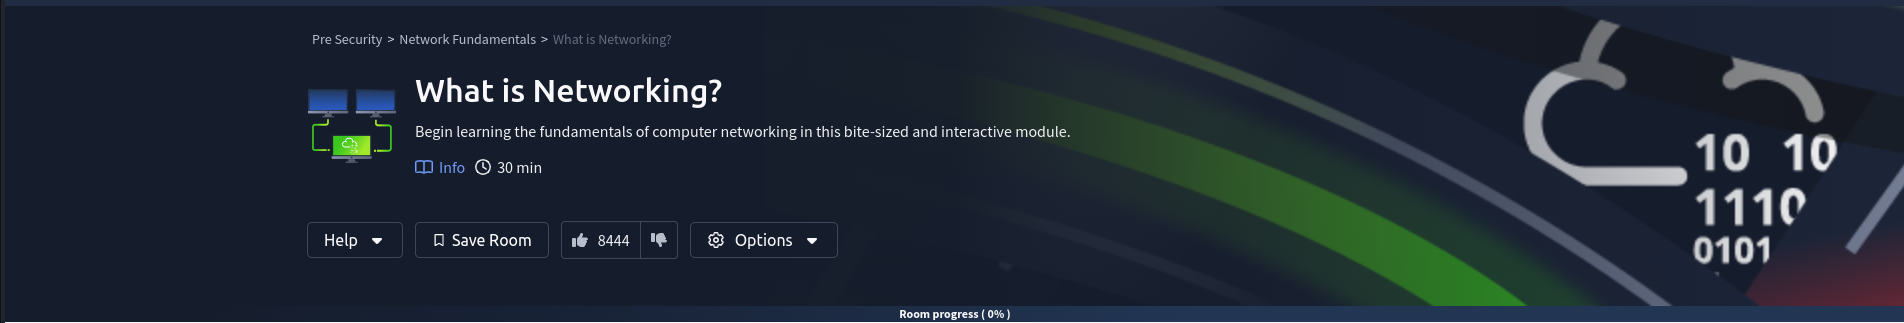 Pre Security > Network Fundamentals > What is Networking?
What is Networking?
Begin learning the fundamentals of computer networking in this bite-sized and interactive module.
Info 30 min
Help Save Room 8444 Options
10 10
1110
0101
Room progress ( 0% )